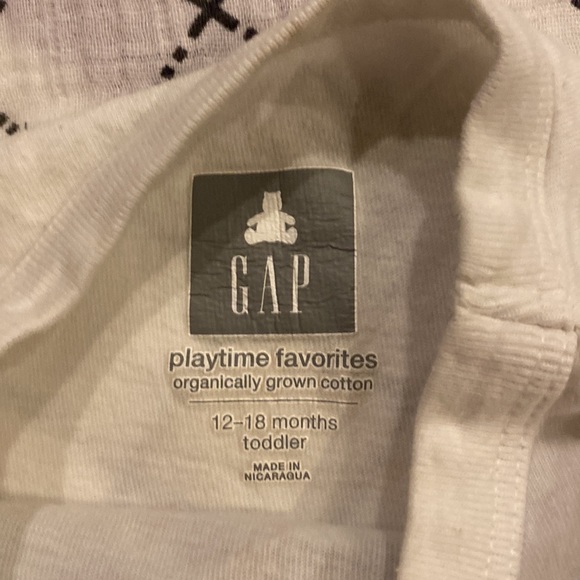 GAP
playtime favorites
organically grown cotton
12–18 months
toddler
MADE IN
NICARAGUA